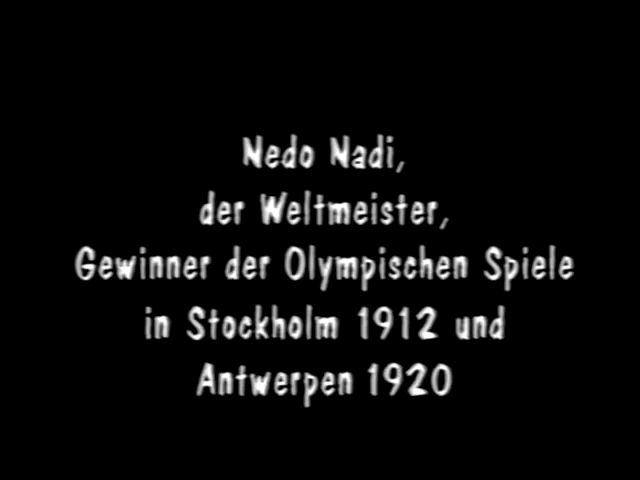 Nedo Nadi,
der Weltmeister,
Gewinner der Olympischen Spiele
in Stockholm 1912 und
Antwerpen 1920